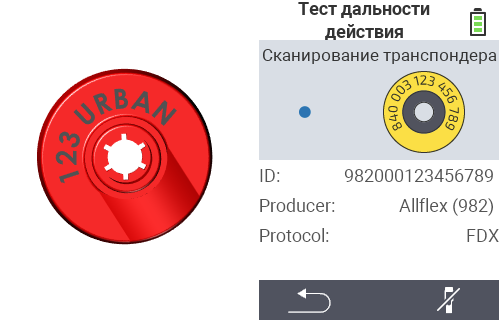 123 URBAN
Тест дальности
действия
Сканирование транспондера
840 003 123 456 789
ID: 982000123456789
Producer: Allflex (982)
Protocol: FDX